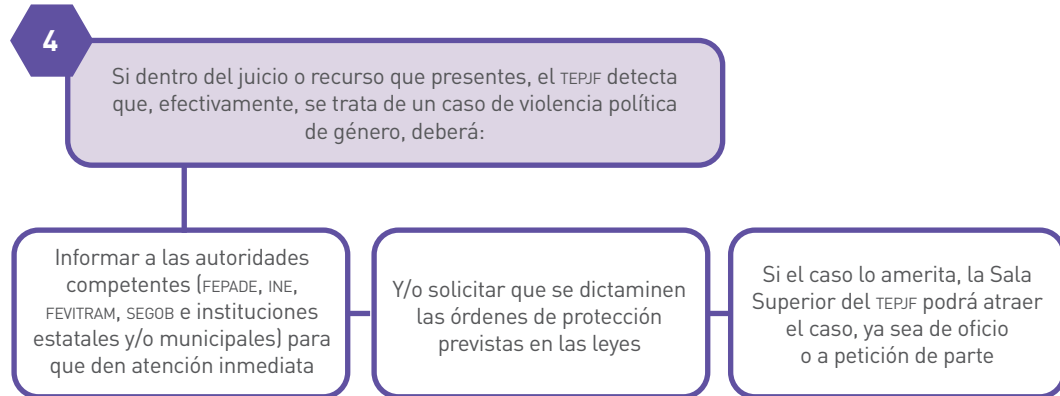 4
Si dentro del juicio o recurso que presentes, el TEPJF detecta
que, efectivamente, se trata de un caso de violencia política
de género, deberá:
Informar a las autoridades
competentes (FEPADE, INE,
FEVITRAM, SEGOB e instituciones
estatales y/o municipales) para
que den atención inmediata
Y/o solicitar que se dictaminen
las órdenes de protección
previstas en las leyes
Si el caso lo amerita, la Sala
Superior del TEPJF podrá atraer
el caso, ya sea de oficio
o a petición de parte